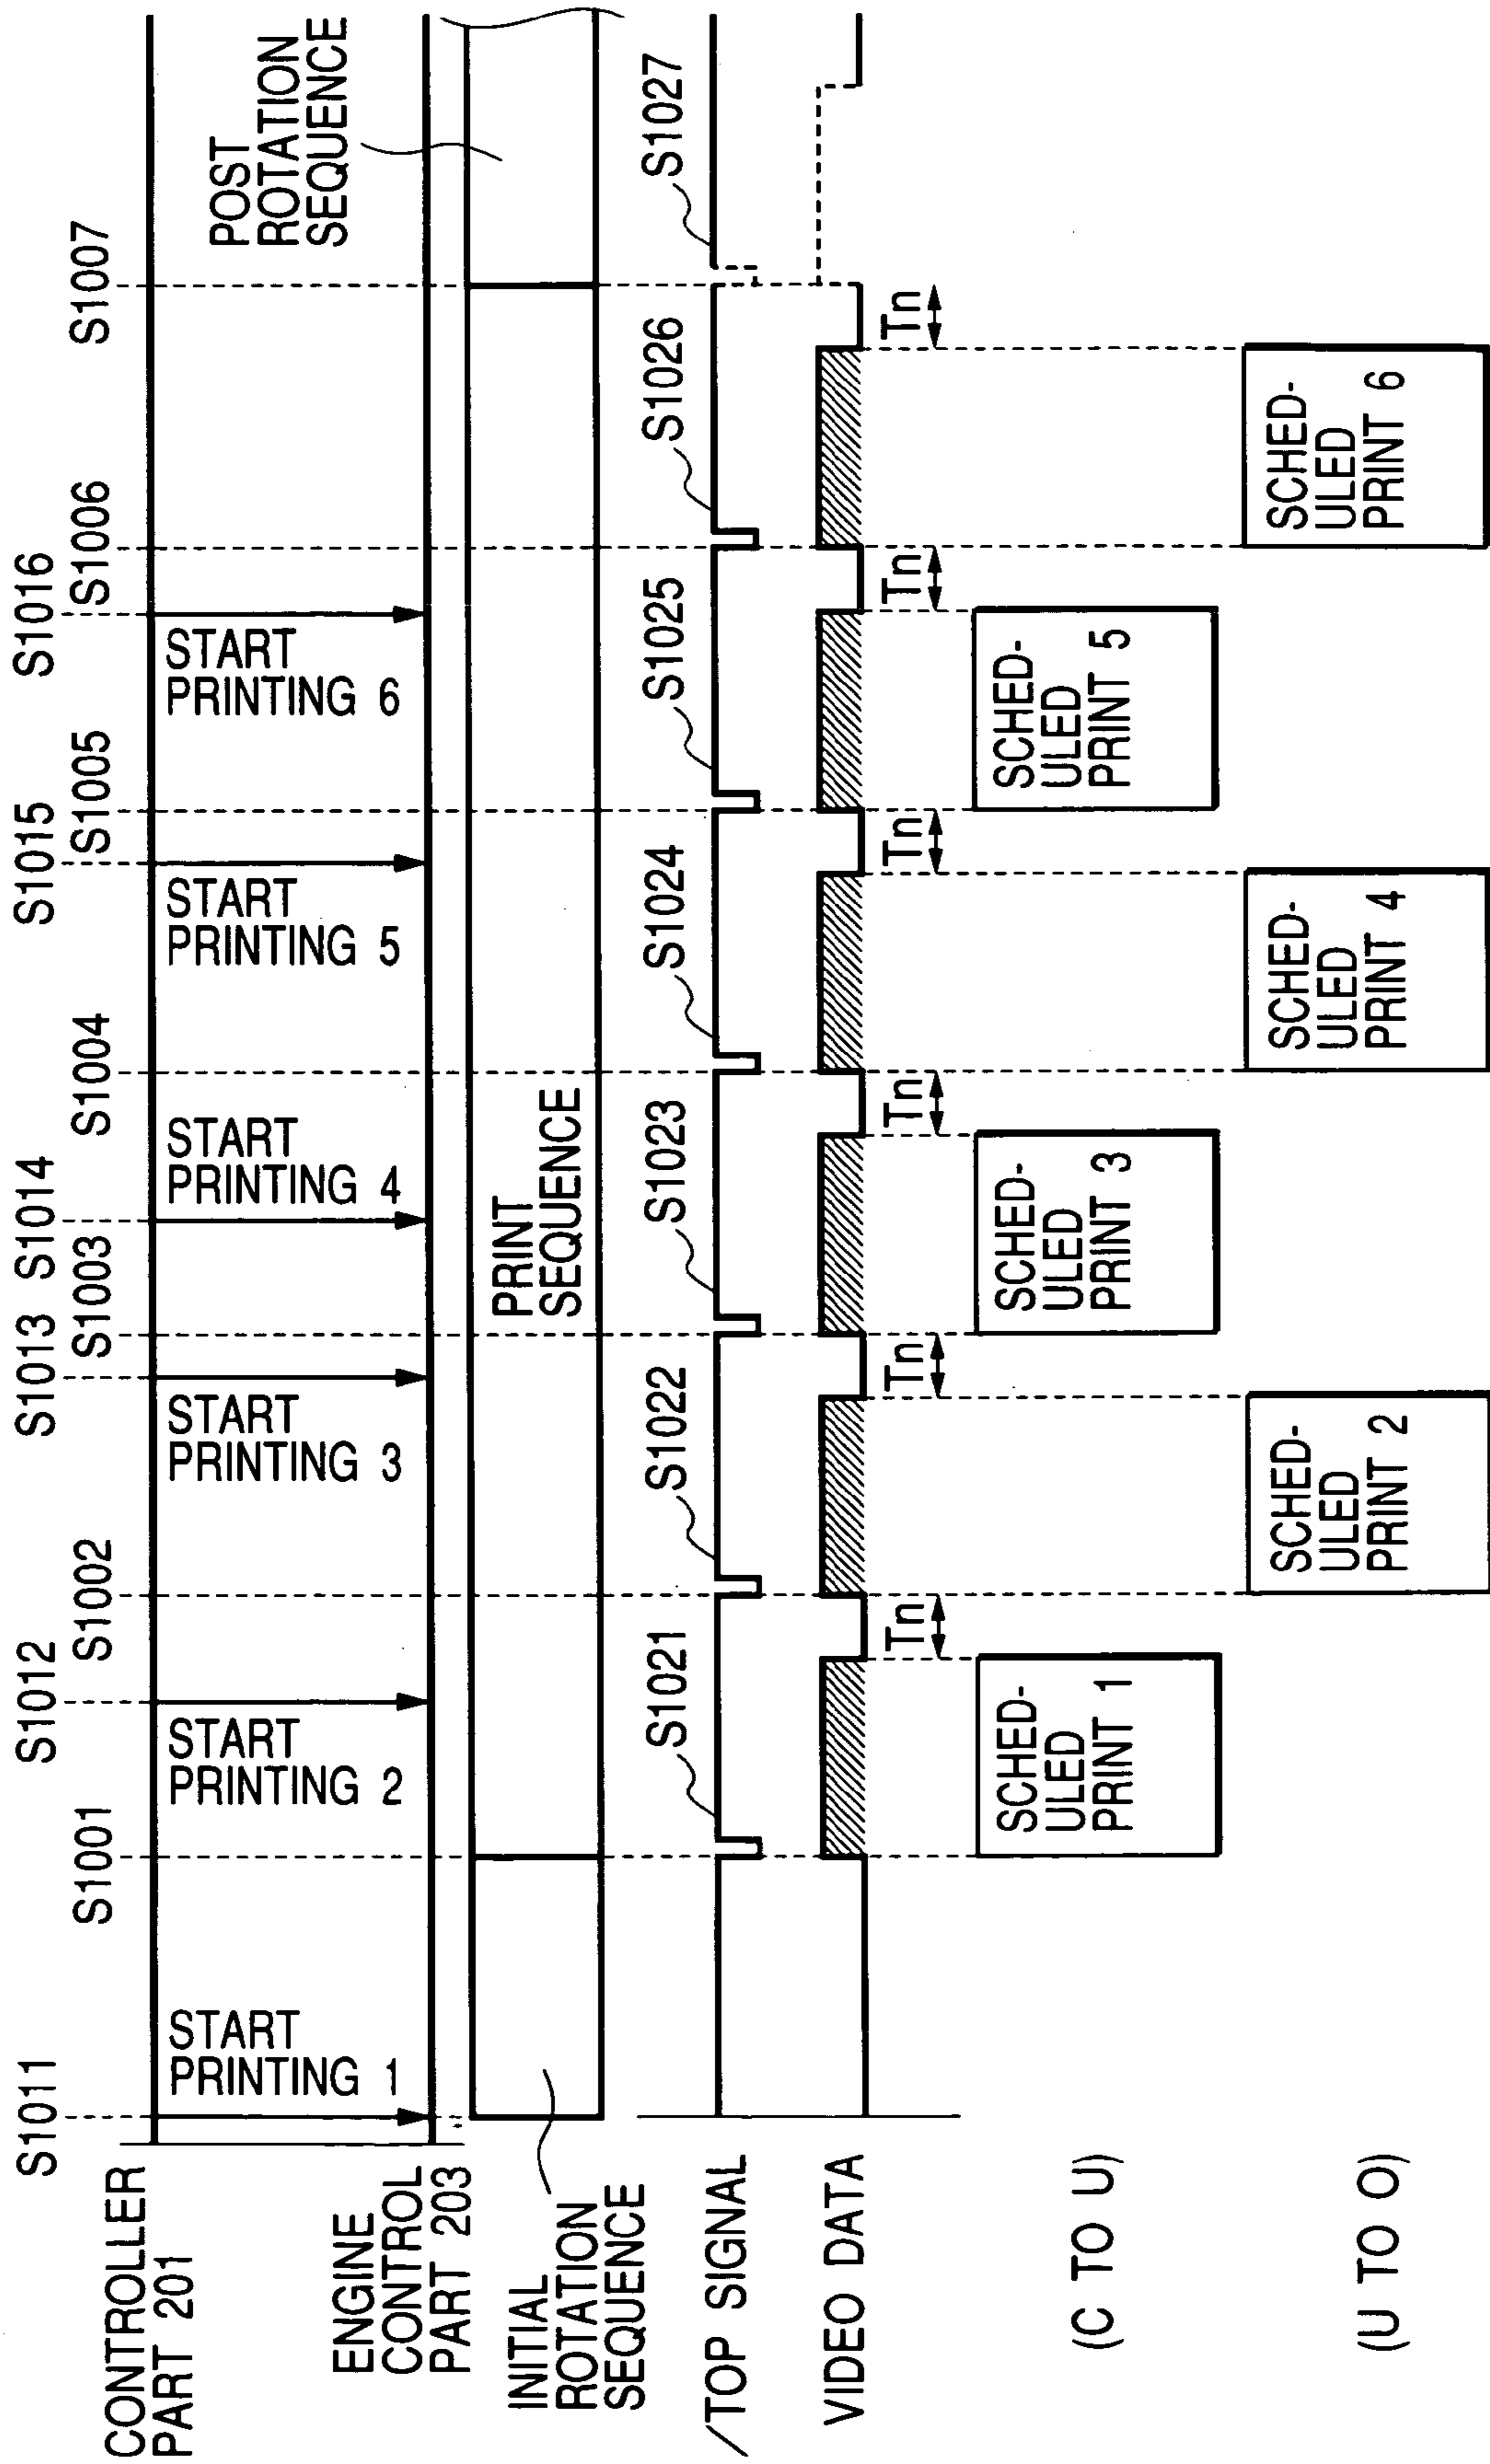 S1011
S1012
S1013
S1014
S1015
S1016
S1001
S1002
S1003
S1004
S1005
S1006
S1007
CONTROLLER
PART 201
START
PRINTING 1
START
PRINTING 2
START
PRINTING 3
START
PRINTING 4
START
PRINTING 5
START
PRINTING 6
POST
ROTATION
SEQUENCE
ENGINE
CONTROL
PART 203
INITIAL
ROTATION
SEQUENCE
PRINT
SEQUENCE
/TOP SIGNAL
S1021
S1022
S1023
S1024
S1025
S1026
S1027
VIDEO DATA
Tn
Tn
Tn
Tn
Tn
Tn
(C TO U)
SCHED-
ULED
PRINT 1
SCHED-
ULED
PRINT 3
SCHED-
ULED
PRINT 5
(U TO O)
SCHED-
ULED
PRINT 2
SCHED-
ULED
PRINT 4
SCHED-
ULED
PRINT 6